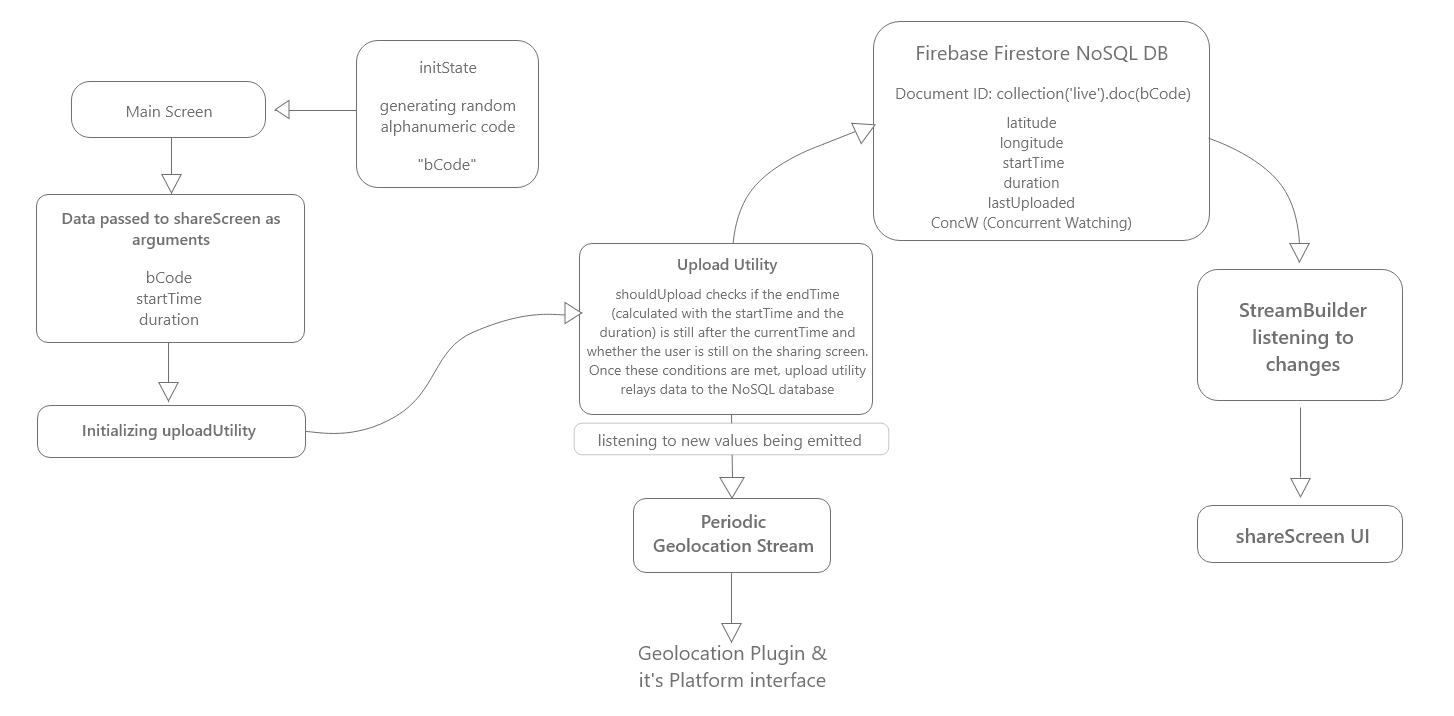 initState
generating random
alphanumeric code
"bCode"
Main Screen
Data passed to shareScreen as
arguments
bCode
startTime
duration
Initializing uploadUtility
Upload Utility
shouldUpload checks if the endTime
(calculated with the startTime and the
duration) is still after the currentTime and
whether the user is still on the sharing screen.
Once these conditions are met, upload utility
relays data to the NoSQL database
listening to new values being emitted
Periodic
Geolocation Stream
Geolocation Plugin &
it's Platform interface
Firebase Firestore NoSQL DB
Document ID: collection('live').doc(bCode)
latitude
longitude
startTime
duration
lastUploaded
ConcW (Concurrent Watching)
StreamBuilder
listening to
changes
shareScreen UI